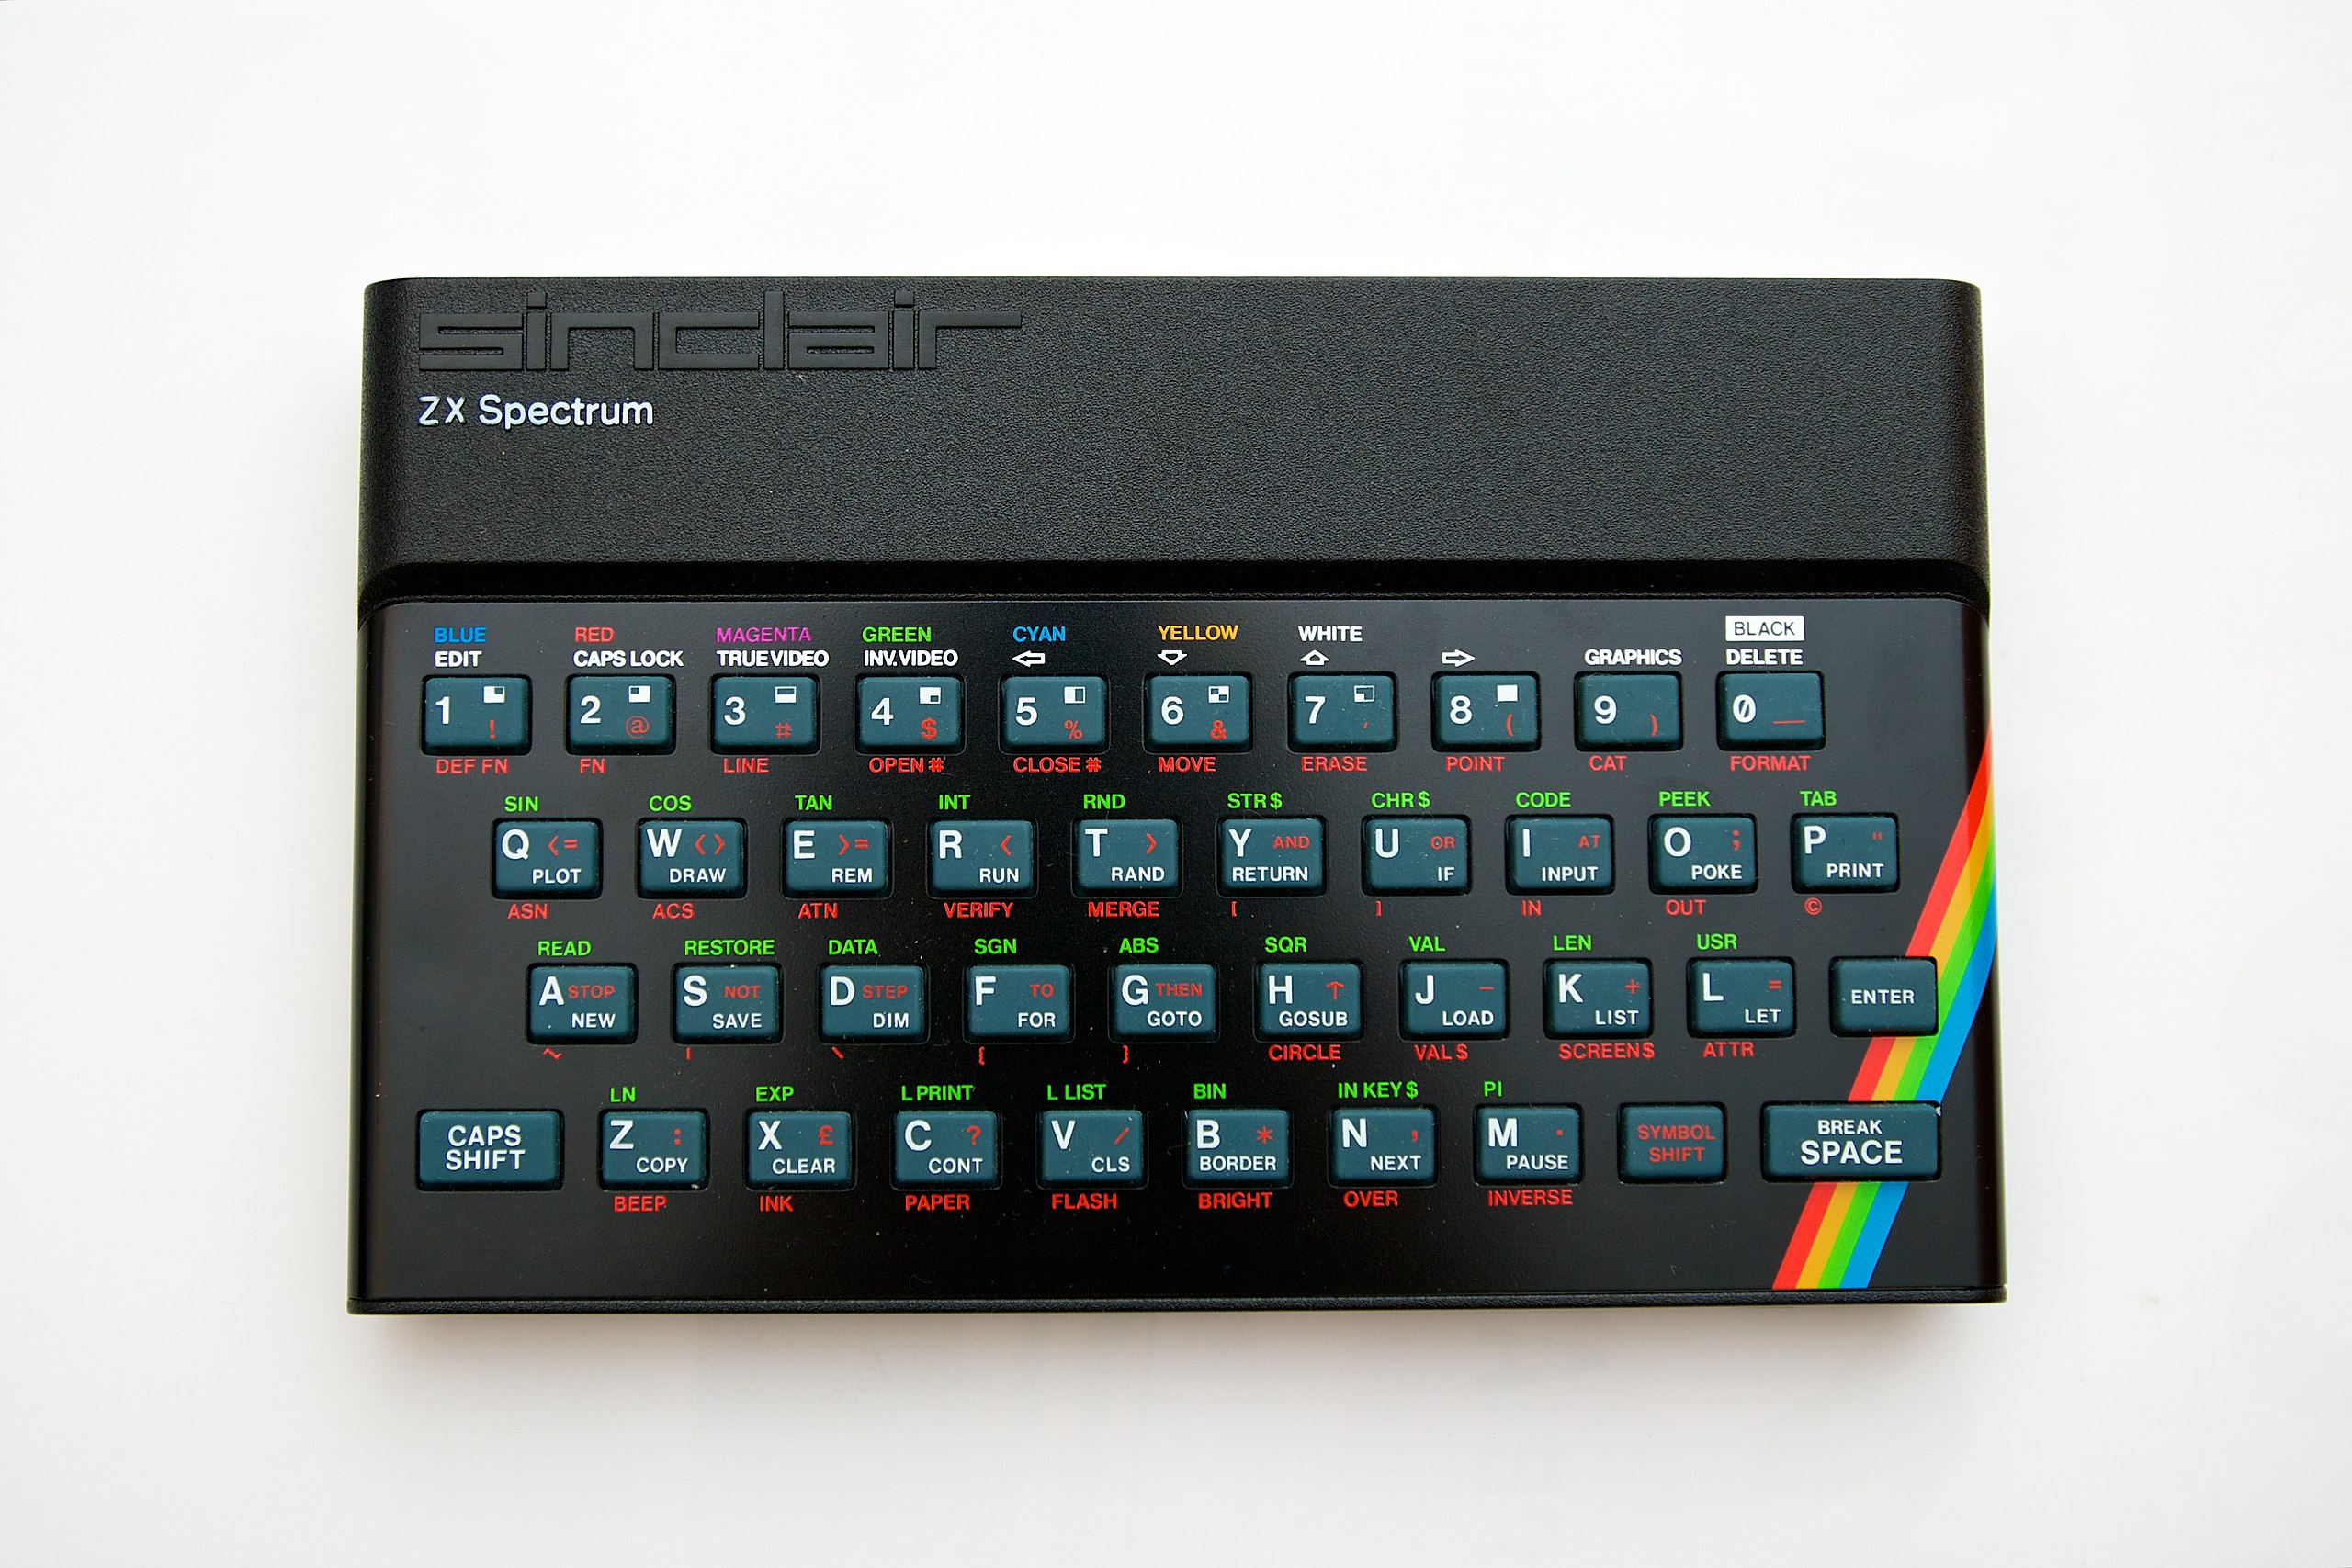 sinclair
ZX Spectrum
BLUE RED MAGENTA GREEN CYAN YELLOW WHITE BLACK
EDIT CAPS LOCK TRUE VIDEO INV. VIDEO ⇦ ⇩ ⇧ ⇨ GRAPHICS DELETE
1 ! 2 @ 3 # 4 $ 5 % 6 & 7 ' 8 ( 9 ) 0 _
DEF FN FN LINE OPEN # CLOSE # MOVE ERASE POINT CAT FORMAT
SIN COS TAN INT RND STR $ CHR $ CODE PEEK TAB
Q <= W <> E >= R < T > Y AND U OR I AT O ; P "
PLOT DRAW REM RUN RAND RETURN IF INPUT POKE PRINT
ASN ACS ATN VERIFY MERGE [ ] IN OUT ©
READ RESTORE DATA SGN ABS SQR VAL LEN USR
A STOP S NOT D STEP F TO G THEN H ↑ J − K + L = ENTER
NEW SAVE DIM FOR GOTO GOSUB LOAD LIST LET
~ | \ { } CIRCLE VAL $ SCREEN $ ATTR
LN EXP L PRINT L LIST BIN IN KEY $ PI
CAPS Z : X £ C ? V / B * N , M . SYMBOL BREAK
SHIFT COPY CLEAR CONT CLS BORDER NEXT PAUSE SHIFT SPACE
BEEP INK PAPER FLASH BRIGHT OVER INVERSE